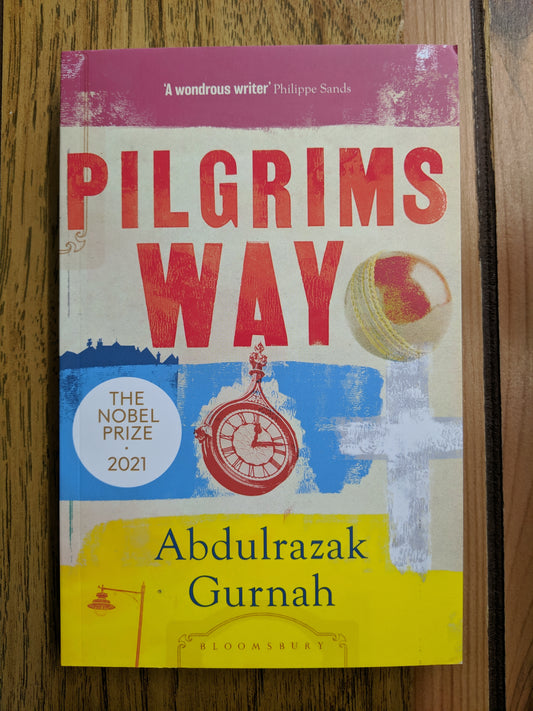 'A wondrous writer' Philippe Sands
PILGRIMS
WAY
THE
NOBEL
PRIZE
·
2021
Abdulrazak
Gurnah
BLOOMSBURY